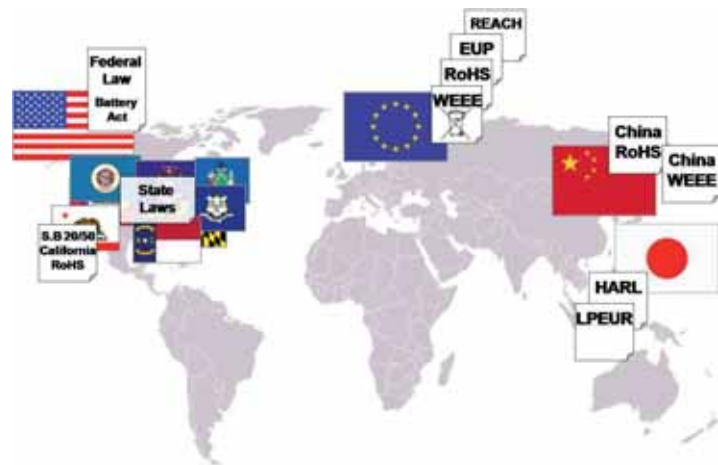 REACH
EUP
RoHS
WEEE
Federal
Law
Battery
Act
State
Laws
S.B 20/50
California
RoHS
China
RoHS
China
WEEE
HARL
LPEUR